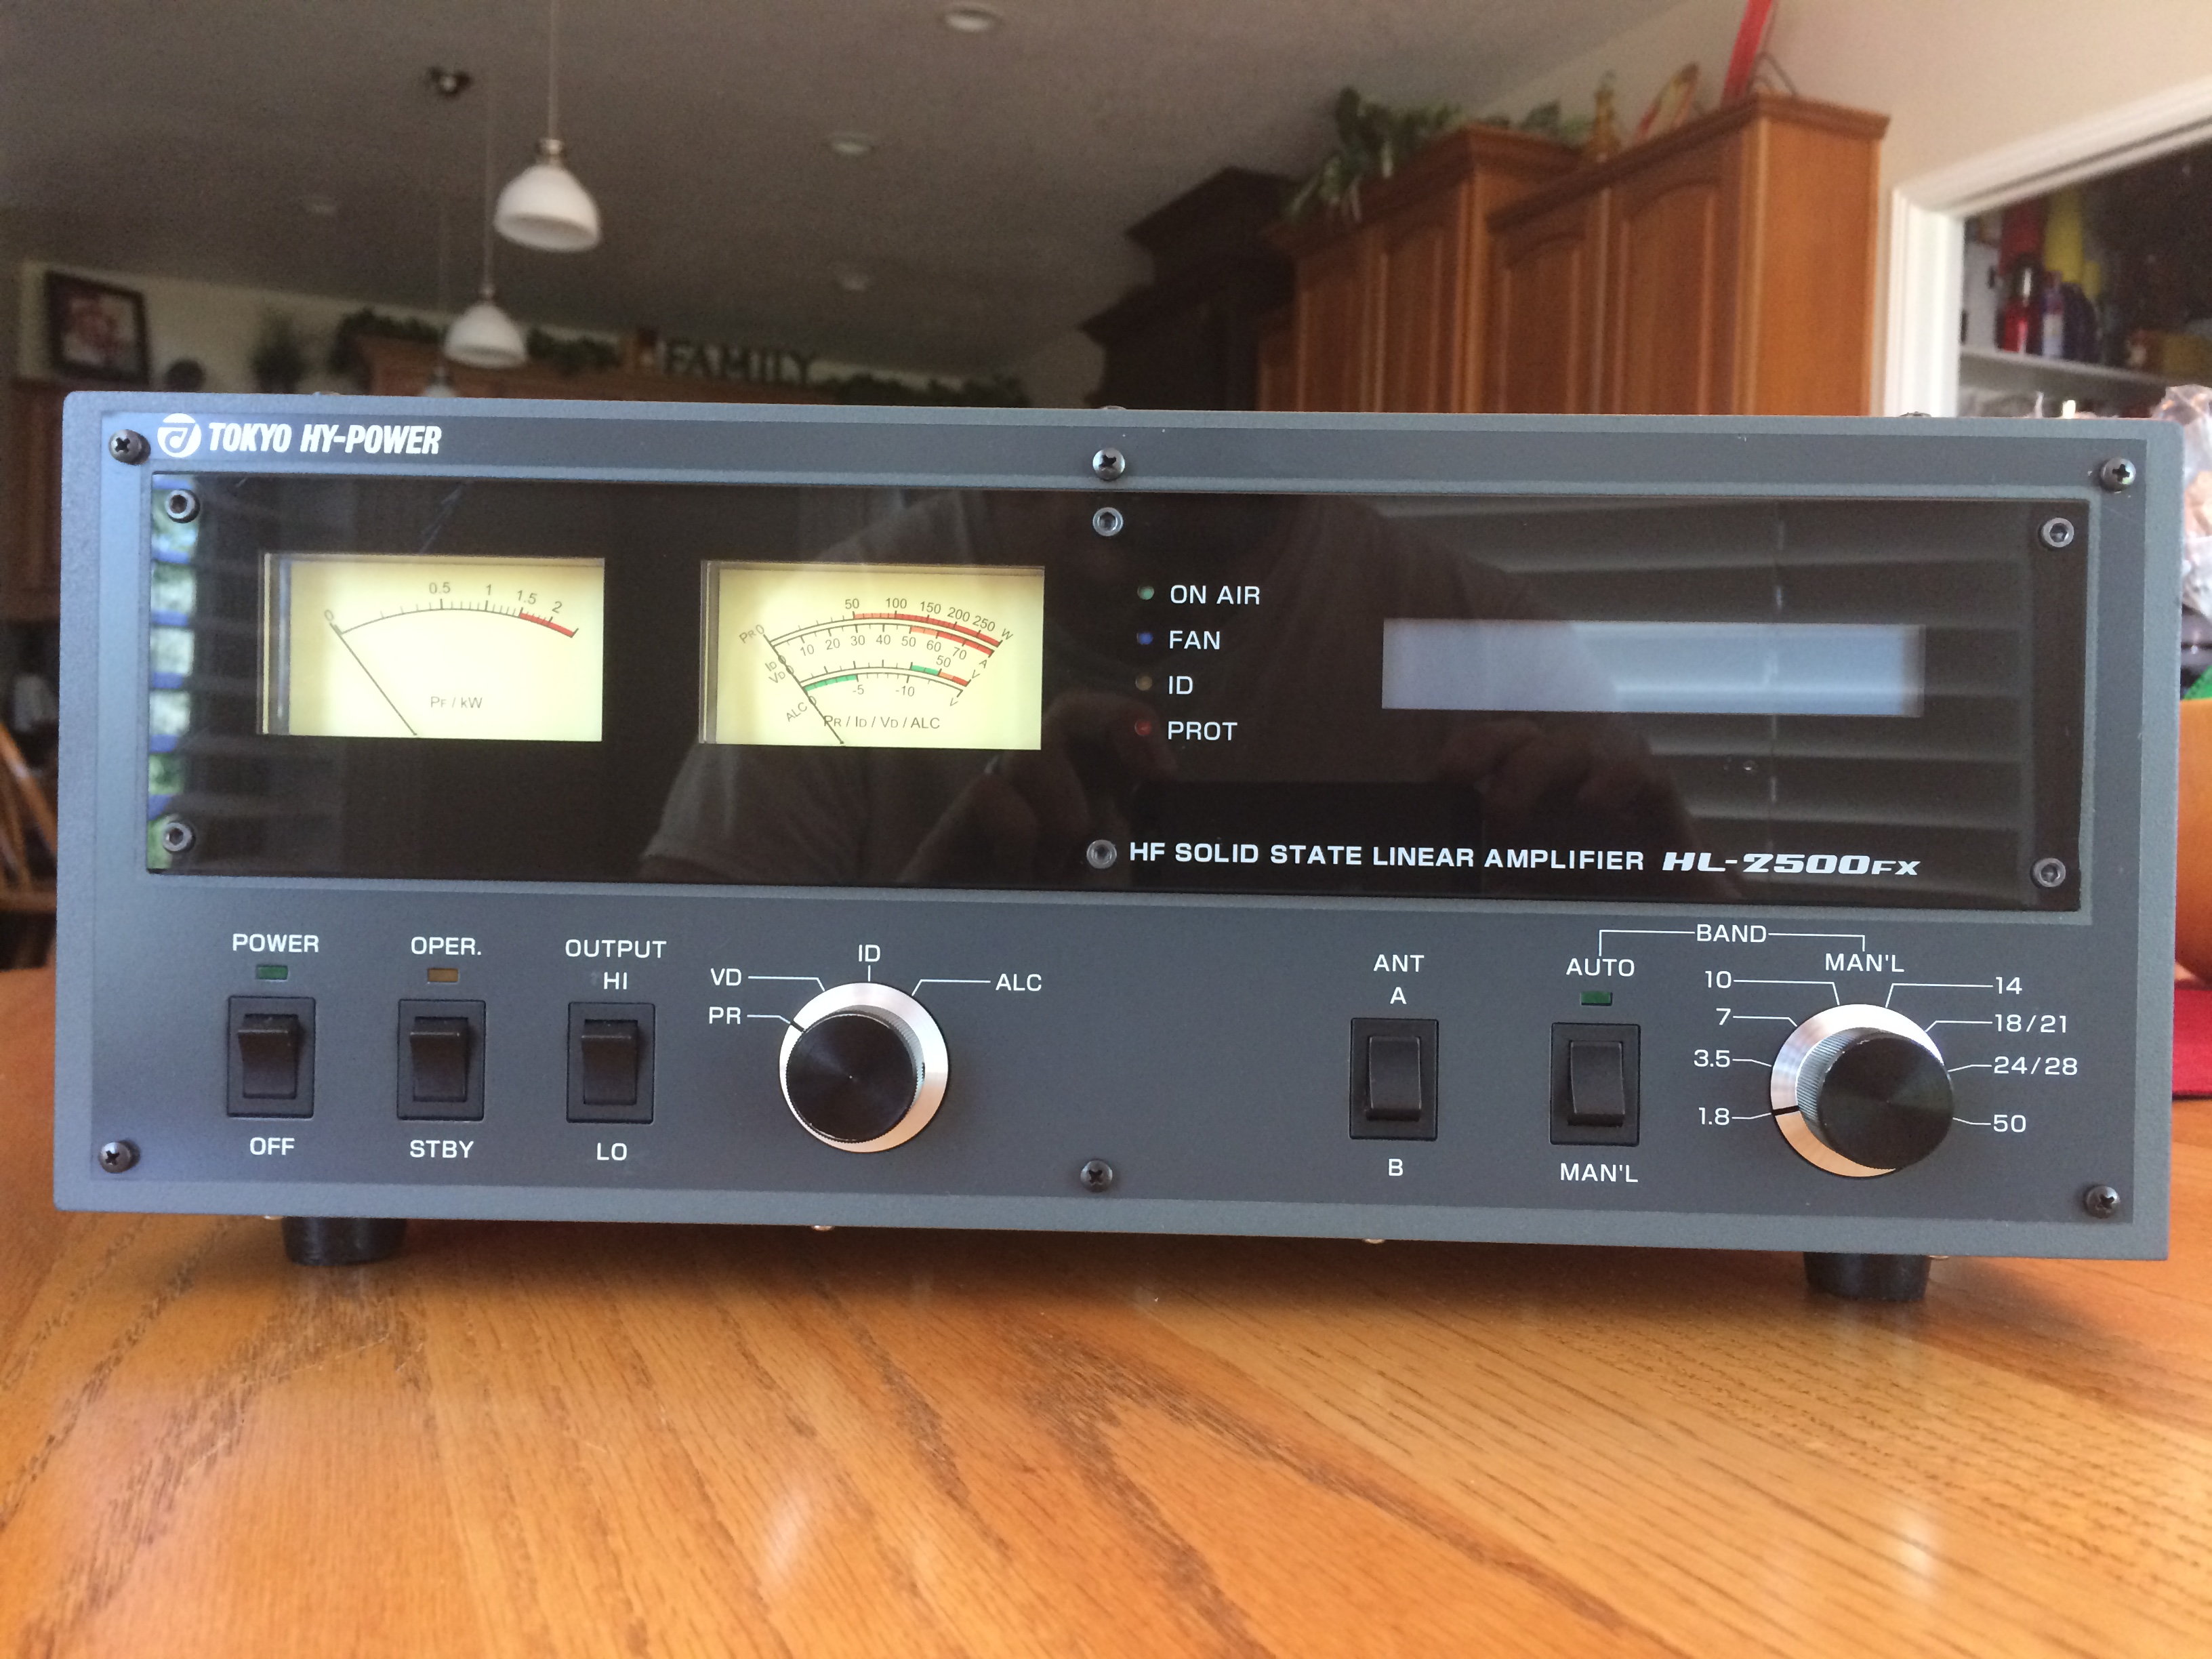 FAMILY
TOKYO HY-POWER
0 0.5 1 1.5 2
PF / kW
PR 0 50 100 150 200 250 W
ID 0 10 20 30 40 50 60 70 A
VD 0 50 V
ALC 0 -5 -10 V
PR / ID / VD / ALC
ON AIR
FAN
ID
PROT
HF SOLID STATE LINEAR AMPLIFIER HL-2500FX
POWER
OFF
OPER.
STBY
OUTPUT
HI
LO
PR
VD
ID
ALC
ANT
A
B
BAND
AUTO
MAN'L
MAN'L
1.8
3.5
7
10
14
18/21
24/28
50